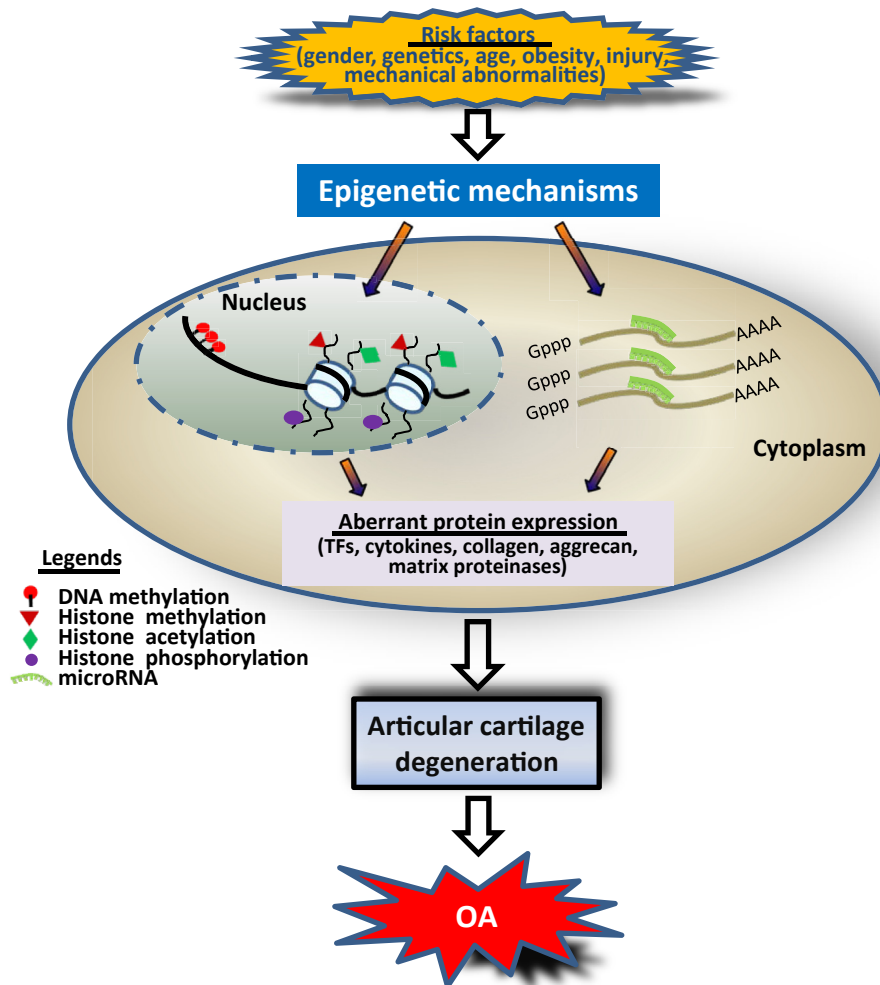 Risk factors
(gender, genetics, age, obesity, injury,
mechanical abnormalities)
Epigenetic mechanisms
Nucleus
Gppp AAAA
Gppp AAAA
Gppp AAAA
Cytoplasm
Aberrant protein expression
(TFs, cytokines, collagen, aggrecan,
matrix proteinases)
Legends
DNA methylation
Histone methylation
Histone acetylation
Histone phosphorylation
microRNA
Articular cartilage
degeneration
OA